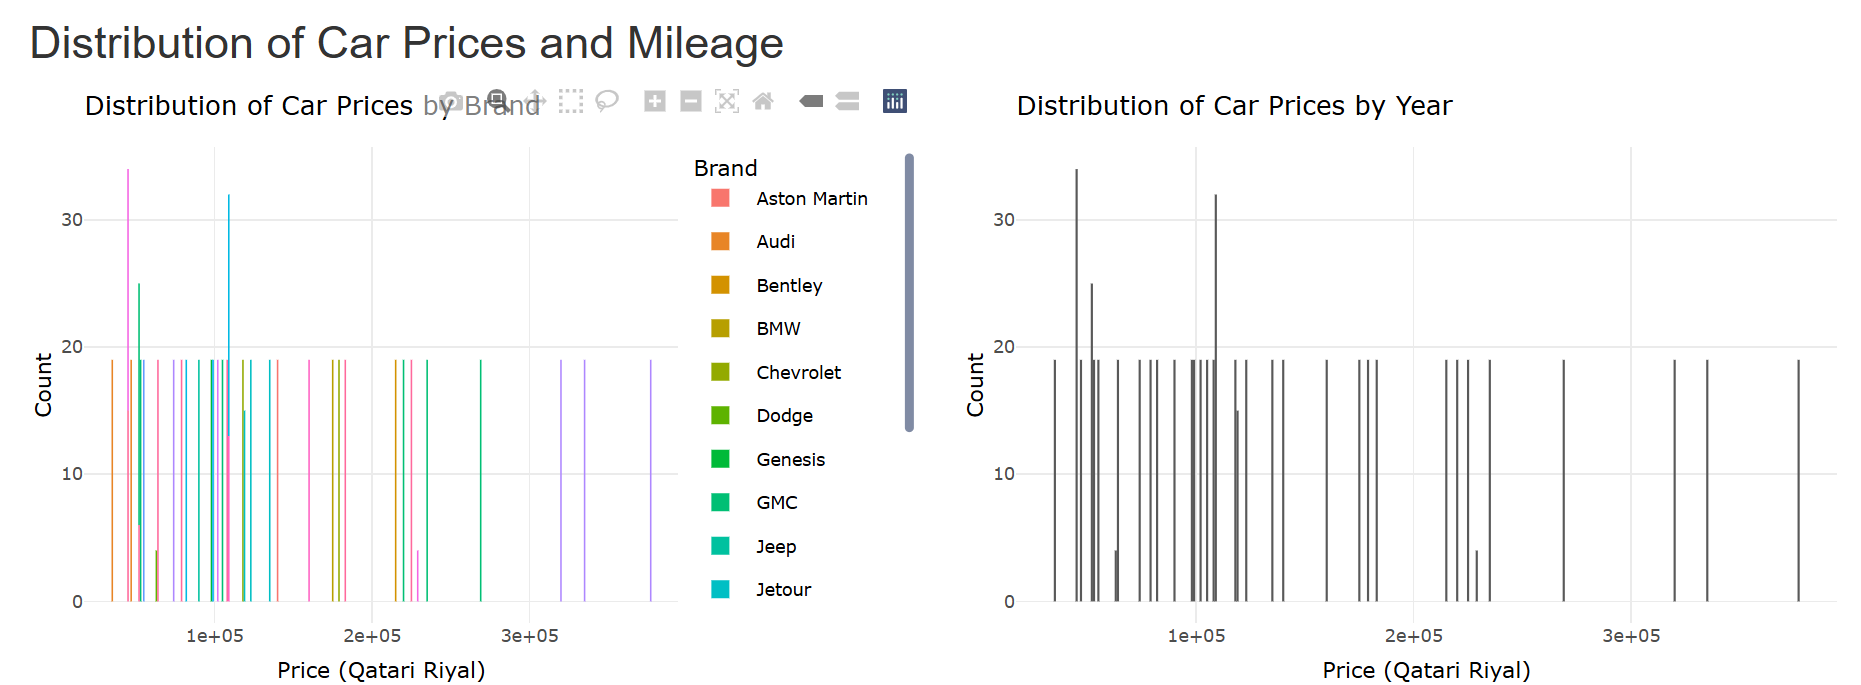 Distribution of Car Prices and Mileage
Distribution of Car Prices by Brand
30
20
10
0
Count
1e+05 2e+05 3e+05
Price (Qatari Riyal)
Brand
Aston Martin
Audi
Bentley
BMW
Chevrolet
Dodge
Genesis
GMC
Jeep
Jetour
Distribution of Car Prices by Year
30
20
10
0
Count
1e+05 2e+05 3e+05
Price (Qatari Riyal)